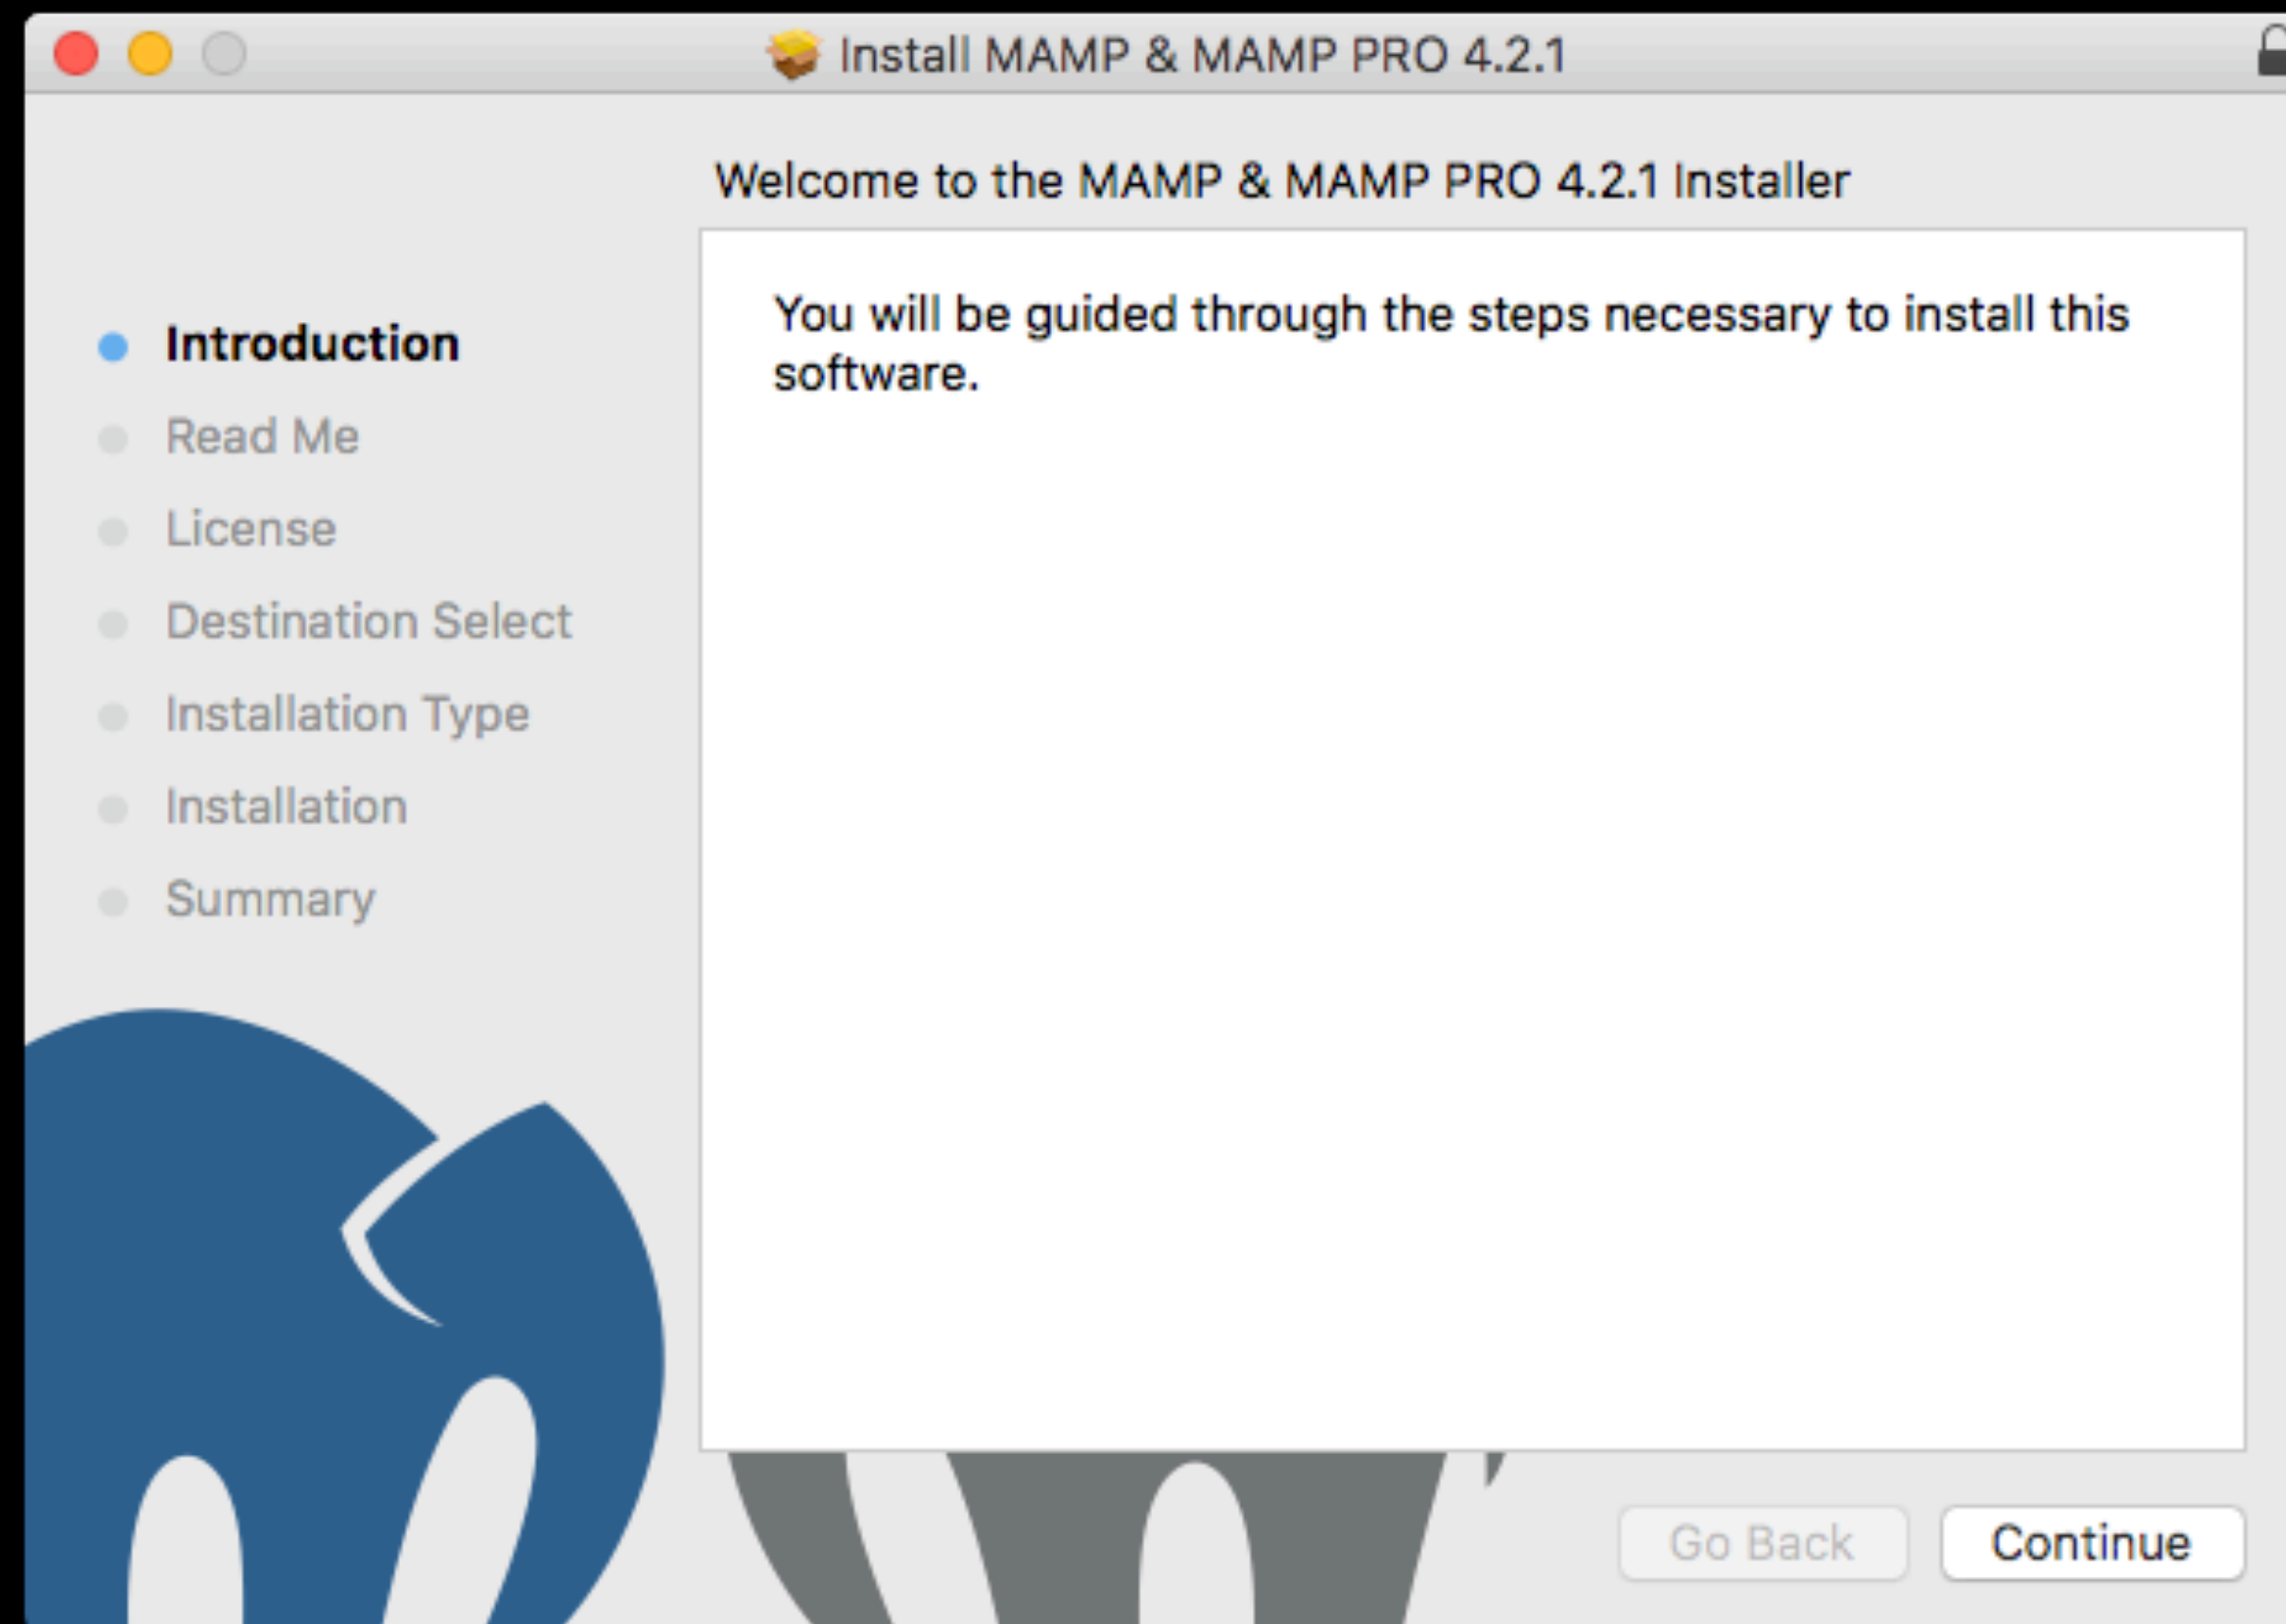 Install MAMP & MAMP PRO 4.2.1
Welcome to the MAMP & MAMP PRO 4.2.1 Installer
Introduction
Read Me
License
Destination Select
Installation Type
Installation
Summary
You will be guided through the steps necessary to install this
software.
Go Back
Continue